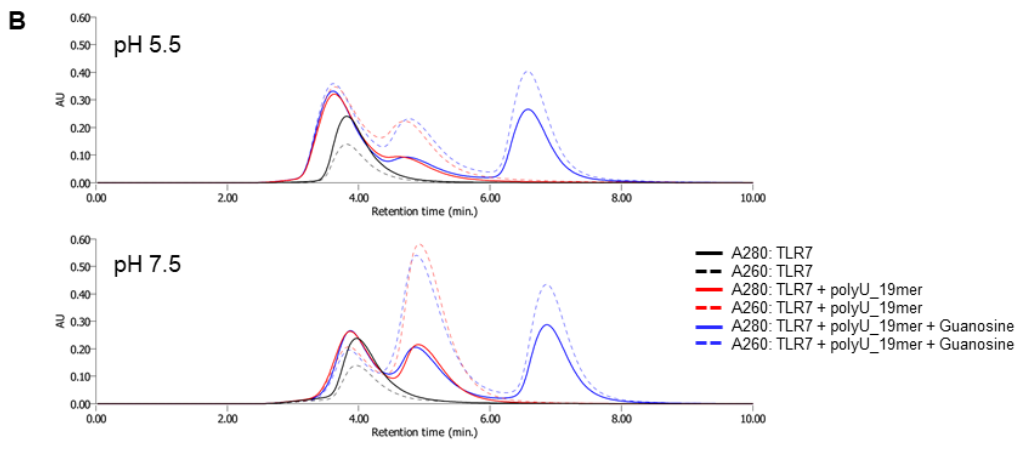 B
pH 5.5
0.60
0.50
0.40
0.30
0.20
0.10
0.00
AU
0.00 2.00 4.00 6.00 8.00 10.00
Retention time (min.)
pH 7.5
0.60
0.50
0.40
0.30
0.20
0.10
0.00
AU
0.00 2.00 4.00 6.00 8.00 10.00
Retention time (min.)
A280: TLR7
A260: TLR7
A280: TLR7 + polyU_19mer
A260: TLR7 + polyU_19mer
A280: TLR7 + polyU_19mer + Guanosine
A260: TLR7 + polyU_19mer + Guanosine